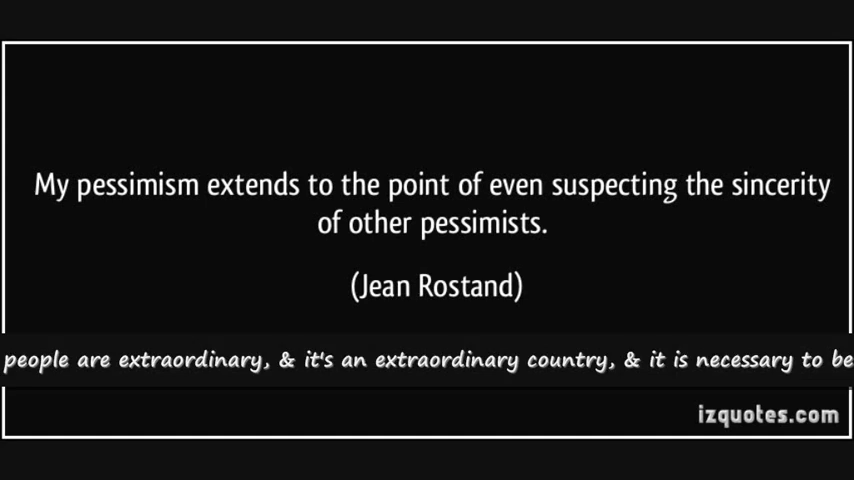 My pessimism extends to the point of even suspecting the sincerity
of other pessimists.
(Jean Rostand)
people are extraordinary, & it's an extraordinary country, & it is necessary to be
izquotes.com